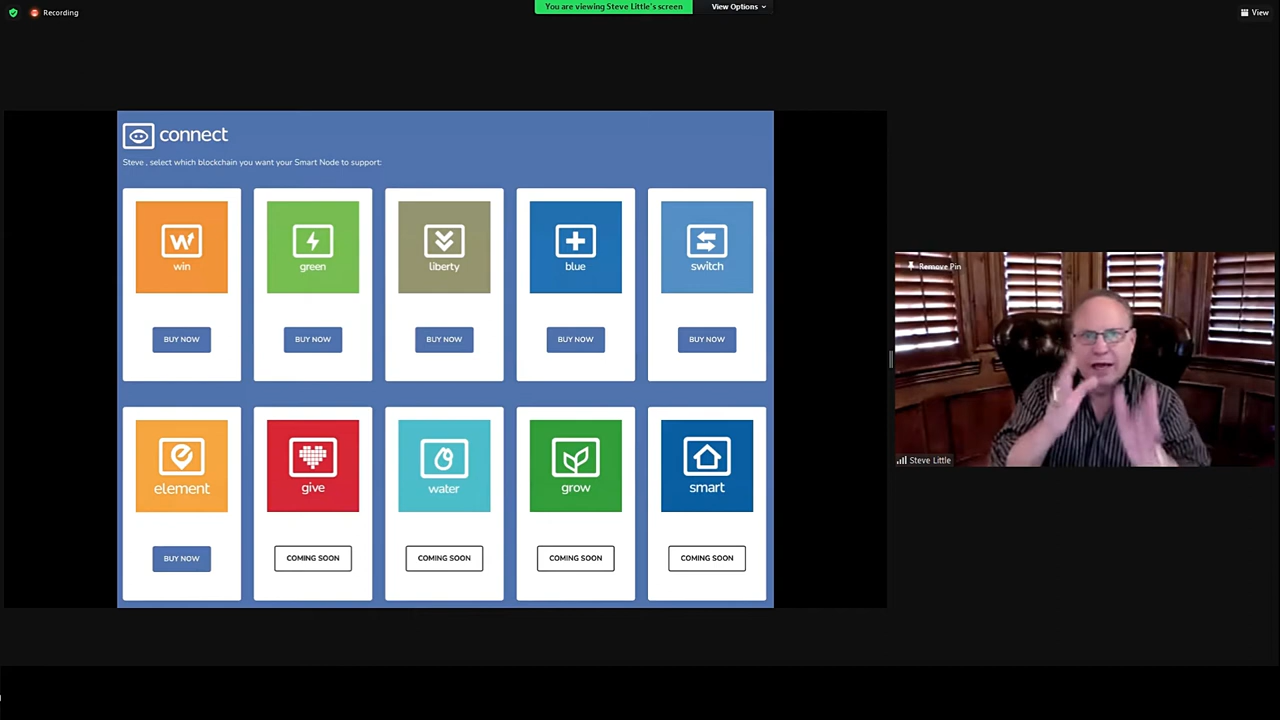 Recording
You are viewing Steve Little's screen
View Options
View
connect
Steve , select which blockchain you want your Smart Node to support:
win
green
liberty
blue
switch
BUY NOW
BUY NOW
BUY NOW
BUY NOW
BUY NOW
element
give
water
grow
smart
BUY NOW
COMING SOON
COMING SOON
COMING SOON
COMING SOON
Remove Pin
Steve Little